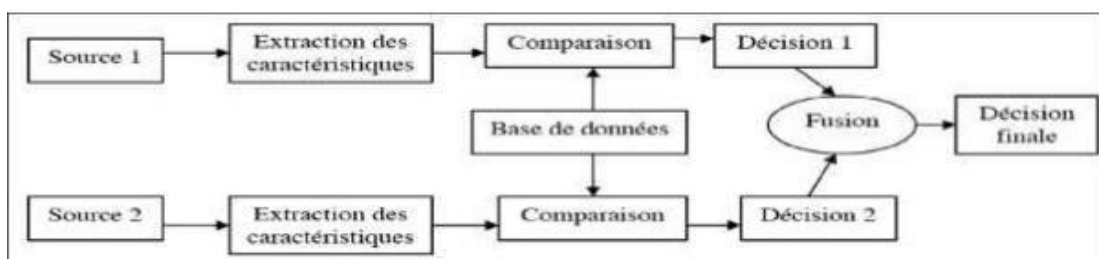 Source 1
Extraction des
caractéristiques
Comparaison
Décision 1
Base de données
Fusion
Décision
finale
Source 2
Extraction des
caractéristiques
Comparaison
Décision 2